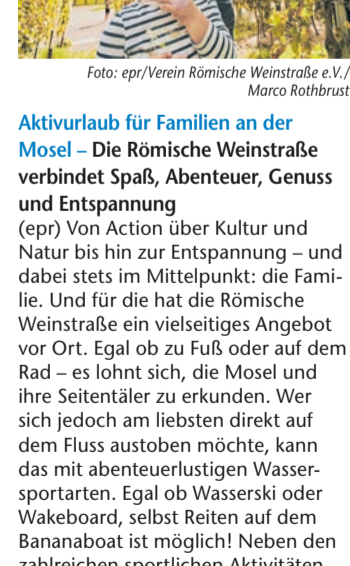 Foto: epr/Verein Römische Weinstraße e.V./
Marco Rothbrust
Aktivurlaub für Familien an der
Mosel – Die Römische Weinstraße
verbindet Spaß, Abenteuer, Genuss
und Entspannung
(epr) Von Action über Kultur und
Natur bis hin zur Entspannung – und
dabei stets im Mittelpunkt: die Fami-
lie. Und für die hat die Römische
Weinstraße ein vielseitiges Angebot
vor Ort. Egal ob zu Fuß oder auf dem
Rad – es lohnt sich, die Mosel und
ihre Seitentäler zu erkunden. Wer
sich jedoch am liebsten direkt auf
dem Fluss austoben möchte, kann
das mit abenteuerlustigen Wasser-
sportarten. Egal ob Wasserski oder
Wakeboard, selbst Reiten auf dem
Bananaboat ist möglich! Neben den
zahlreichen sportlichen Aktivitäten